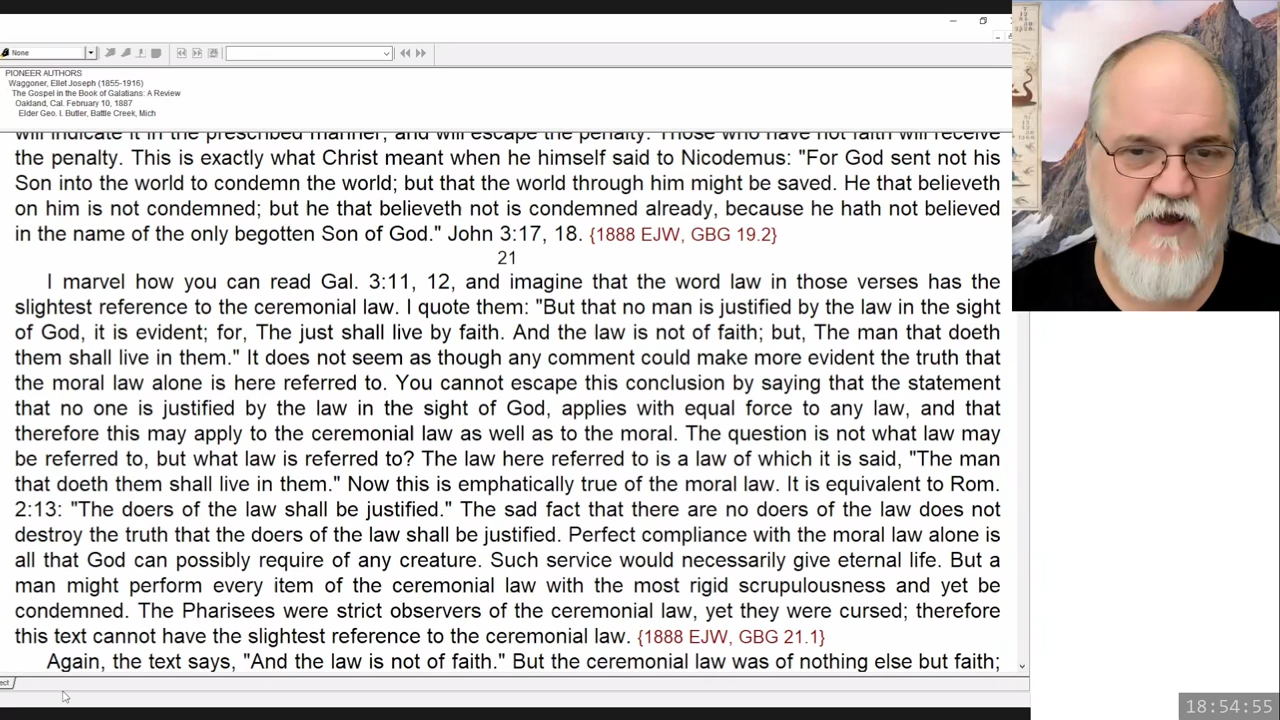 None
PIONEER AUTHORS
Waggoner, Ellet Joseph (1855-1916)
The Gospel in the Book of Galatians: A Review
Oakland, Cal. February 10, 1887
Elder Geo. I. Butler, Battle Creek, Mich
will indicate it in the prescribed manner, and will escape the penalty. Those who have not faith will receive
the penalty. This is exactly what Christ meant when he himself said to Nicodemus: "For God sent not his
Son into the world to condemn the world; but that the world through him might be saved. He that believeth
on him is not condemned; but he that believeth not is condemned already, because he hath not believed
in the name of the only begotten Son of God." John 3:17, 18. {1888 EJW, GBG 19.2}
21
I marvel how you can read Gal. 3:11, 12, and imagine that the word law in those verses has the
slightest reference to the ceremonial law. I quote them: "But that no man is justified by the law in the sight
of God, it is evident; for, The just shall live by faith. And the law is not of faith; but, The man that doeth
them shall live in them." It does not seem as though any comment could make more evident the truth that
the moral law alone is here referred to. You cannot escape this conclusion by saying that the statement
that no one is justified by the law in the sight of God, applies with equal force to any law, and that
therefore this may apply to the ceremonial law as well as to the moral. The question is not what law may
be referred to, but what law is referred to? The law here referred to is a law of which it is said, "The man
that doeth them shall live in them." Now this is emphatically true of the moral law. It is equivalent to Rom.
2:13: "The doers of the law shall be justified." The sad fact that there are no doers of the law does not
destroy the truth that the doers of the law shall be justified. Perfect compliance with the moral law alone is
all that God can possibly require of any creature. Such service would necessarily give eternal life. But a
man might perform every item of the ceremonial law with the most rigid scrupulousness and yet be
condemned. The Pharisees were strict observers of the ceremonial law, yet they were cursed; therefore
this text cannot have the slightest reference to the ceremonial law. {1888 EJW, GBG 21.1}
Again, the text says, "And the law is not of faith." But the ceremonial law was of nothing else but faith;
18:54:55